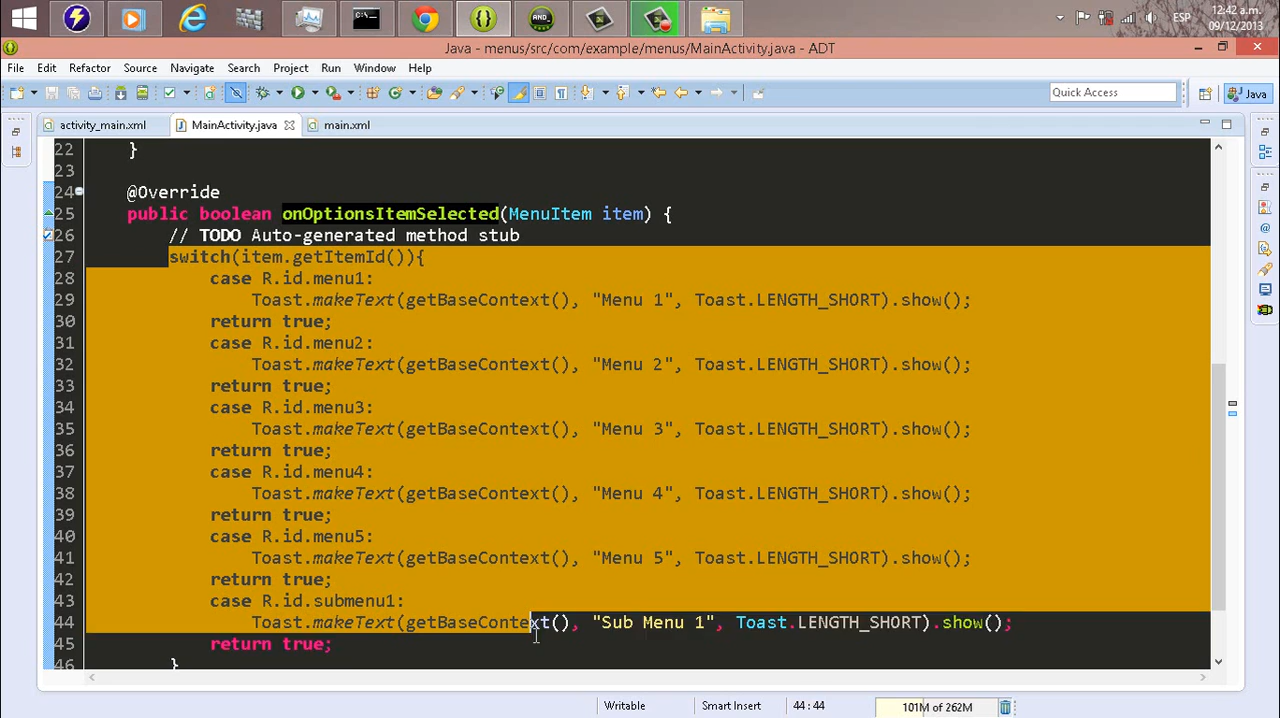 12:42 a.m.
ESP
09/12/2013
Java - menus/src/com/example/menus/MainActivity.java - ADT
File Edit Refactor Source Navigate Search Project Run Window Help
Quick Access
Java
activity_main.xml MainActivity.java main.xml
22 }
23
24 @Override
25 public boolean onOptionsItemSelected(MenuItem item) {
26 // TODO Auto-generated method stub
27 switch(item.getItemId()){
28 case R.id.menu1:
29 Toast.makeText(getBaseContext(), "Menu 1", Toast.LENGTH_SHORT).show();
30 return true;
31 case R.id.menu2:
32 Toast.makeText(getBaseContext(), "Menu 2", Toast.LENGTH_SHORT).show();
33 return true;
34 case R.id.menu3:
35 Toast.makeText(getBaseContext(), "Menu 3", Toast.LENGTH_SHORT).show();
36 return true;
37 case R.id.menu4:
38 Toast.makeText(getBaseContext(), "Menu 4", Toast.LENGTH_SHORT).show();
39 return true;
40 case R.id.menu5:
41 Toast.makeText(getBaseContext(), "Menu 5", Toast.LENGTH_SHORT).show();
42 return true;
43 case R.id.submenu1:
44 Toast.makeText(getBaseContext(), "Sub Menu 1", Toast.LENGTH_SHORT).show();
45 return true;
46 }
Writable Smart Insert 44 : 44 101M of 262M